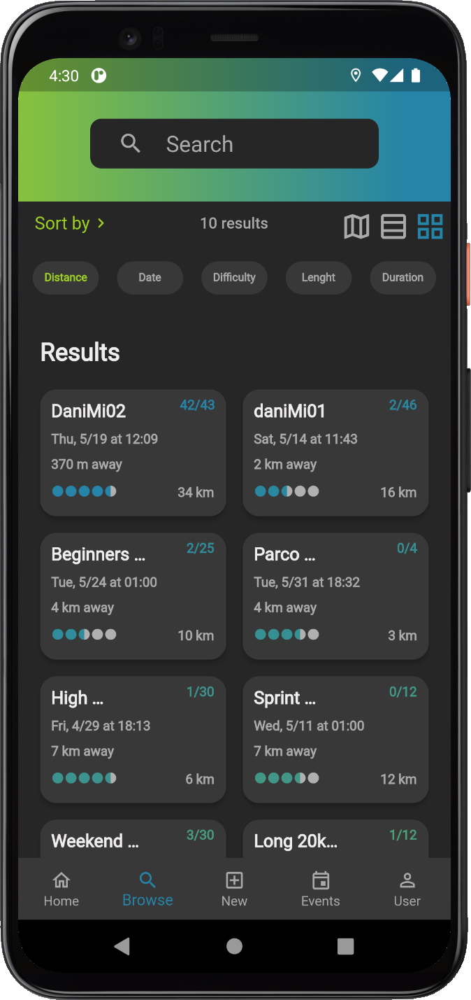 4:30
Search
Sort by
10 results
Distance
Date
Difficulty
Lenght
Duration
Results
DaniMi02
42/43
Thu, 5/19 at 12:09
370 m away
34 km
daniMi01
2/46
Sat, 5/14 at 11:43
2 km away
16 km
Beginners ...
2/25
Tue, 5/24 at 01:00
4 km away
10 km
Parco ...
0/4
Tue, 5/31 at 18:32
4 km away
3 km
High ...
1/30
Fri, 4/29 at 18:13
7 km away
6 km
Sprint ...
0/12
Wed, 5/11 at 01:00
7 km away
12 km
Weekend ...
3/30
Long 20k...
1/12
Home
Browse
New
Events
User